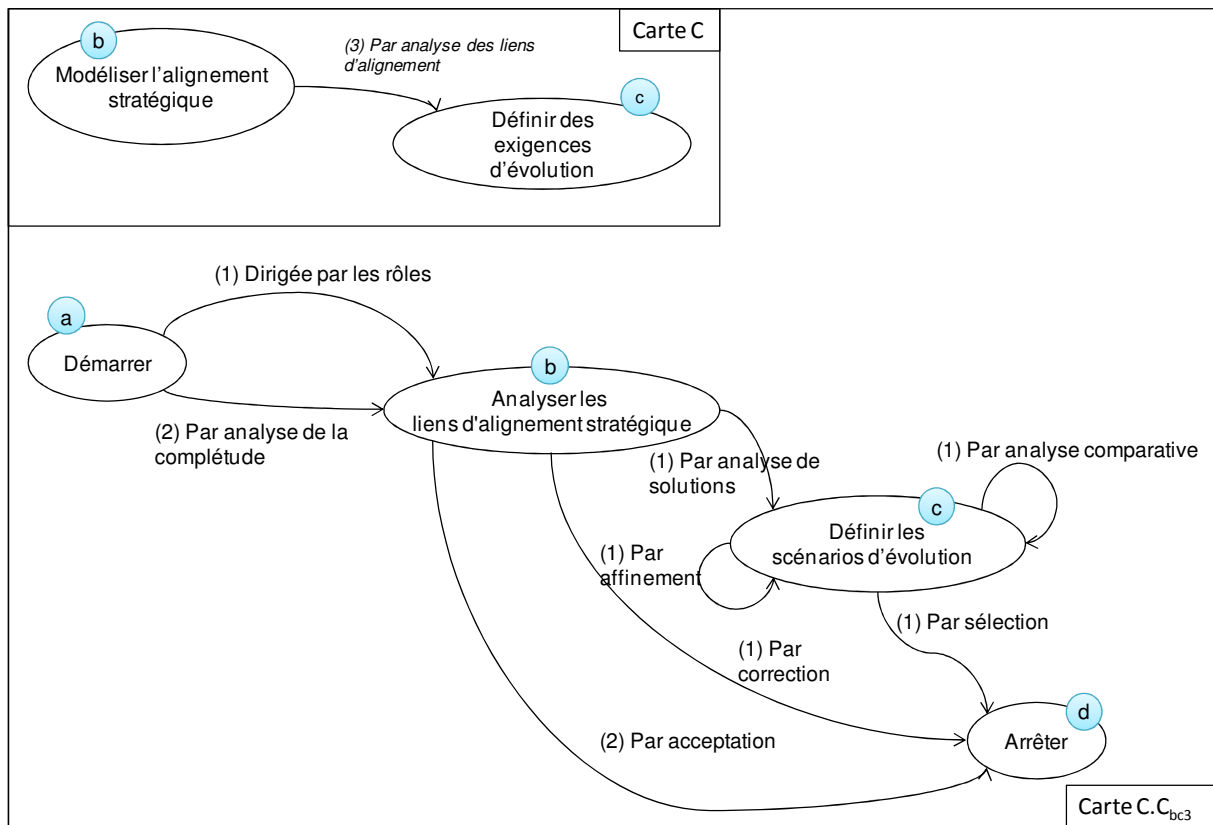 Carte C
b
Modéliser l'alignement
stratégique
(3) Par analyse des liens
d'alignement
c
Définir des
exigences
d'évolution
(1) Dirigée par les rôles
a
Démarrer
(2) Par analyse de la
complétude
b
Analyser les
liens d'alignement stratégique
(1) Par analyse de
solutions
(1) Par analyse comparative
c
Définir les
scénarios d'évolution
(1) Par
affinement
(1) Par sélection
(1) Par
correction
(2) Par acceptation
d
Arrêter
Carte C.Cbc3